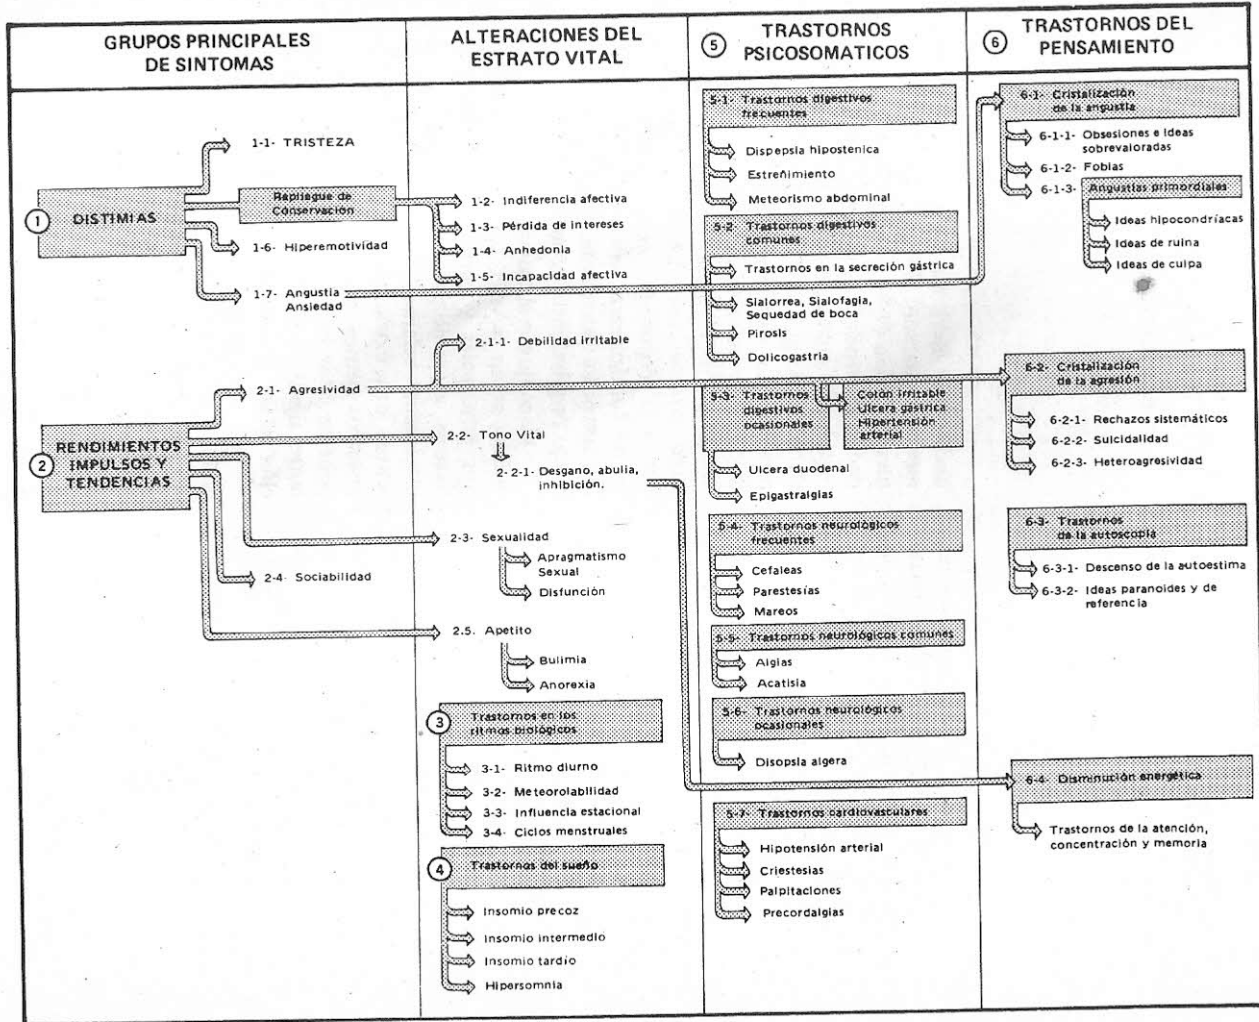 GRUPOS PRINCIPALES
DE SINTOMAS
ALTERACIONES DEL
ESTRATO VITAL
5
TRASTORNOS
PSICOSOMATICOS
6
TRASTORNOS DEL
PENSAMIENTO
1
DISTIMIAS
1-1- TRISTEZA
Repliegue de
Conservación
1-6- Hiperemotividad
1-7- Angustia
Ansiedad
2
RENDIMIENTOS
IMPULSOS Y
TENDENCIAS
2-1- Agresividad
2-4- Sociabilidad
1-2- Indiferencia afectiva
1-3- Pérdida de intereses
1-4- Anhedonia
1-5- Incapacidad afectiva
2-1-1- Debilidad irritable
2-2- Tono Vital
2-2-1- Desgano, abulia,
inhibición.
2-3- Sexualidad
Apragmatismo
Sexual
Disfunción
2.5. Apetito
Bulimia
Anorexia
3
Trastornos en los
ritmos biológicos
3-1- Ritmo diurno
3-2- Meteorolabilidad
3-3- Influencia estacional
3-4- Ciclos menstruales
4
Trastornos del sueño
Insomio precoz
Insomio intermedio
Insomio tardío
Hipersomnia
5-1- Trastornos digestivos
frecuentes
Dispepsia hipostenica
Estreñimiento
Meteorismo abdominal
5-2- Trastornos digestivos
comunes
Trastornos en la secreción gástrica
Sialorrea, Sialofagia,
Sequedad de boca
Pirosis
Dolicogastria
5-3- Trastornos
digestivos
ocasionales
Colon irritable
Ulcera gástrica
Hipertensión
arterial
Ulcera duodenal
Epigastralgias
5-4- Trastornos neurológicos
frecuentes
Cefaleas
Parestesías
Mareos
5-5- Trastornos neurológicos comunes
Algias
Acatisia
5-6- Trastornos neurológicos
ocasionales
Disopsia algera
5-7- Trastornos cardiovasculares
Hipotensión arterial
Criestesias
Palpitaciones
Precordalgias
6-1- Cristalización
de la angustia
6-1-1- Obsesiones e Ideas
sobrevaloradas
6-1-2- Fobias
6-1-3- Angustias primordiales
Ideas hipocondríacas
Ideas de ruina
Ideas de culpa
6-2- Cristalización
de la agresión
6-2-1- Rechazos sistemáticos
6-2-2- Suicidalidad
6-2-3- Heteroagresividad
6-3- Trastornos
de la autoscopia
6-3-1- Descenso de la autoestima
6-3-2- Ideas paranoides y de
referencia
6-4- Disminución energética
Trastornos de la atención,
concentración y memoria